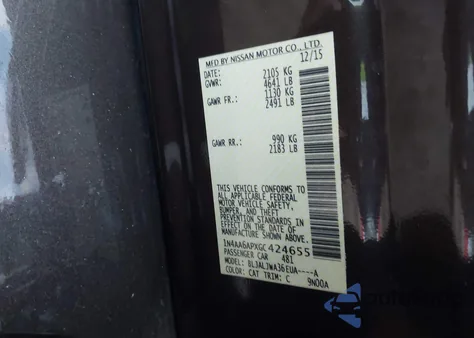 MFD BY NISSAN MOTOR CO., LTD.
DATE: 12/15
GVWR: 2105 KG
4641 LB
GAWR FR.: 1130 KG
2491 LB
GAWR RR.: 990 KG
2183 LB
THIS VEHICLE CONFORMS TO
ALL APPLICABLE FEDERAL
MOTOR VEHICLE SAFETY,
BUMPER, AND THEFT
PREVENTION STANDARDS IN
EFFECT ON THE DATE OF
MANUFACTURE SHOWN ABOVE.
1N4AA6APXGC424655
PASSENGER CAR 481
MODEL: BL3ALJWA36EUA----A
COLOR: CAT TRIM: C 9N00A